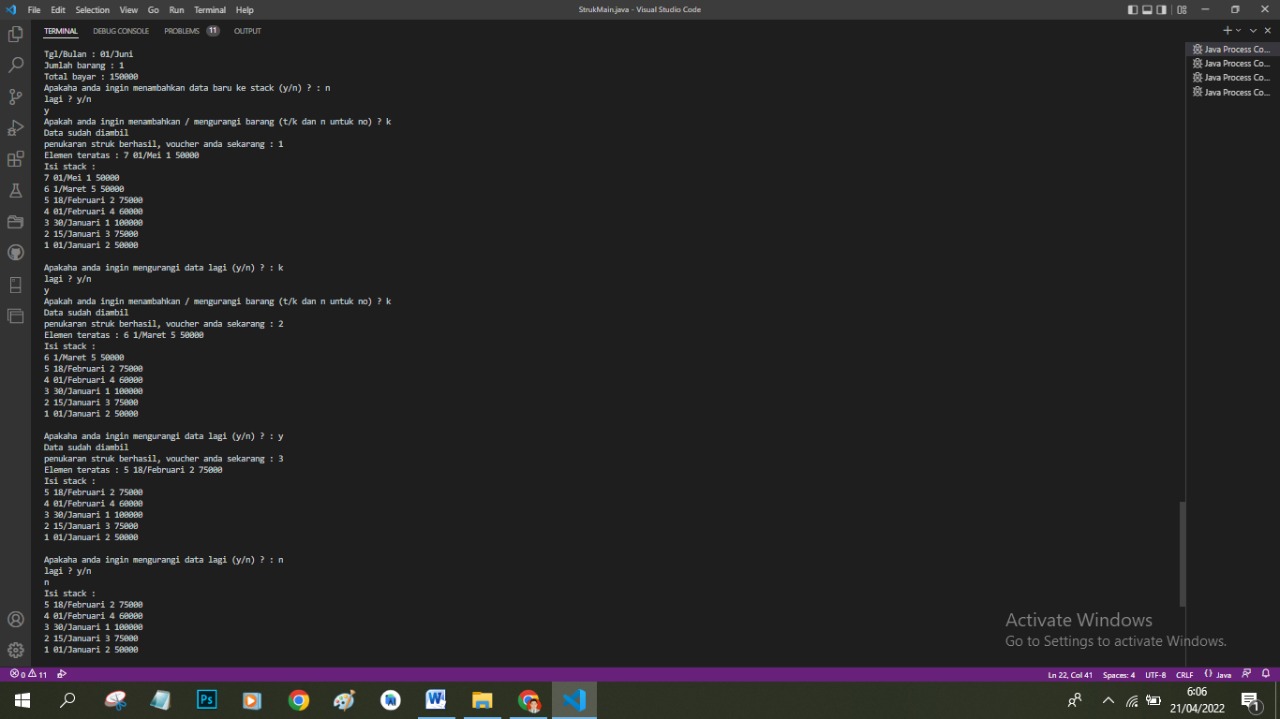 File Edit Selection View Go Run Terminal Help
StrukMain.java - Visual Studio Code
TERMINAL DEBUG CONSOLE PROBLEMS 11 OUTPUT
Tgl/Bulan : 01/Juni
Jumlah barang : 1
Total bayar : 150000
Apakaha anda ingin menambahkan data baru ke stack (y/n) ? : n
lagi ? y/n
y
Apakah anda ingin menambahkan / mengurangi barang (t/k dan n untuk no) ? k
Data sudah diambil
penukaran struk berhasil, voucher anda sekarang : 1
Elemen teratas : 7 01/Mei 1 50000
Isi stack :
7 01/Mei 1 50000
6 1/Maret 5 50000
5 18/Februari 2 75000
4 01/Februari 4 60000
3 30/Januari 1 100000
2 15/Januari 3 75000
1 01/Januari 2 50000
Apakaha anda ingin mengurangi data lagi (y/n) ? : k
lagi ? y/n
y
Apakah anda ingin menambahkan / mengurangi barang (t/k dan n untuk no) ? k
Data sudah diambil
penukaran struk berhasil, voucher anda sekarang : 2
Elemen teratas : 6 1/Maret 5 50000
Isi stack :
6 1/Maret 5 50000
5 18/Februari 2 75000
4 01/Februari 4 60000
3 30/Januari 1 100000
2 15/Januari 3 75000
1 01/Januari 2 50000
Apakaha anda ingin mengurangi data lagi (y/n) ? : y
Data sudah diambil
penukaran struk berhasil, voucher anda sekarang : 3
Elemen teratas : 5 18/Februari 2 75000
Isi stack :
5 18/Februari 2 75000
4 01/Februari 4 60000
3 30/Januari 1 100000
2 15/Januari 3 75000
1 01/Januari 2 50000
Apakaha anda ingin mengurangi data lagi (y/n) ? : n
lagi ? y/n
n
Isi stack :
5 18/Februari 2 75000
4 01/Februari 4 60000
3 30/Januari 1 100000
2 15/Januari 3 75000
1 01/Januari 2 50000
Java Process Co...
Java Process Co...
Java Process Co...
Java Process Co...
Activate Windows
Go to Settings to activate Windows.
0 11
Ln 22, Col 41 Spaces: 4 UTF-8 CRLF {} Java
Ps
W
6:06
21/04/2022
1